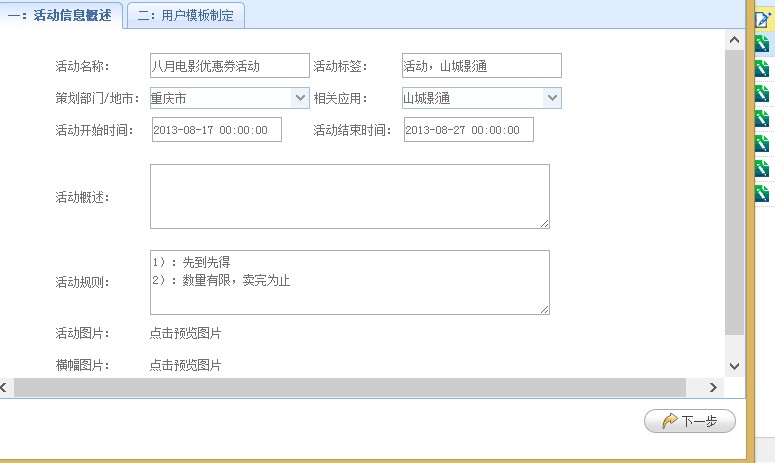 一：活动信息概述 二：用户模板制定
活动名称： 八月电影优惠券活动 活动标签： 活动，山城影通
策划部门/地市： 重庆市 相关应用： 山城影通
活动开始时间： 2013-08-17 00:00:00 活动结束时间： 2013-08-27 00:00:00
活动概述：
活动规则：
1）：先到先得
2）：数量有限，卖完为止
活动图片： 点击预览图片
横幅图片： 点击预览图片
下一步